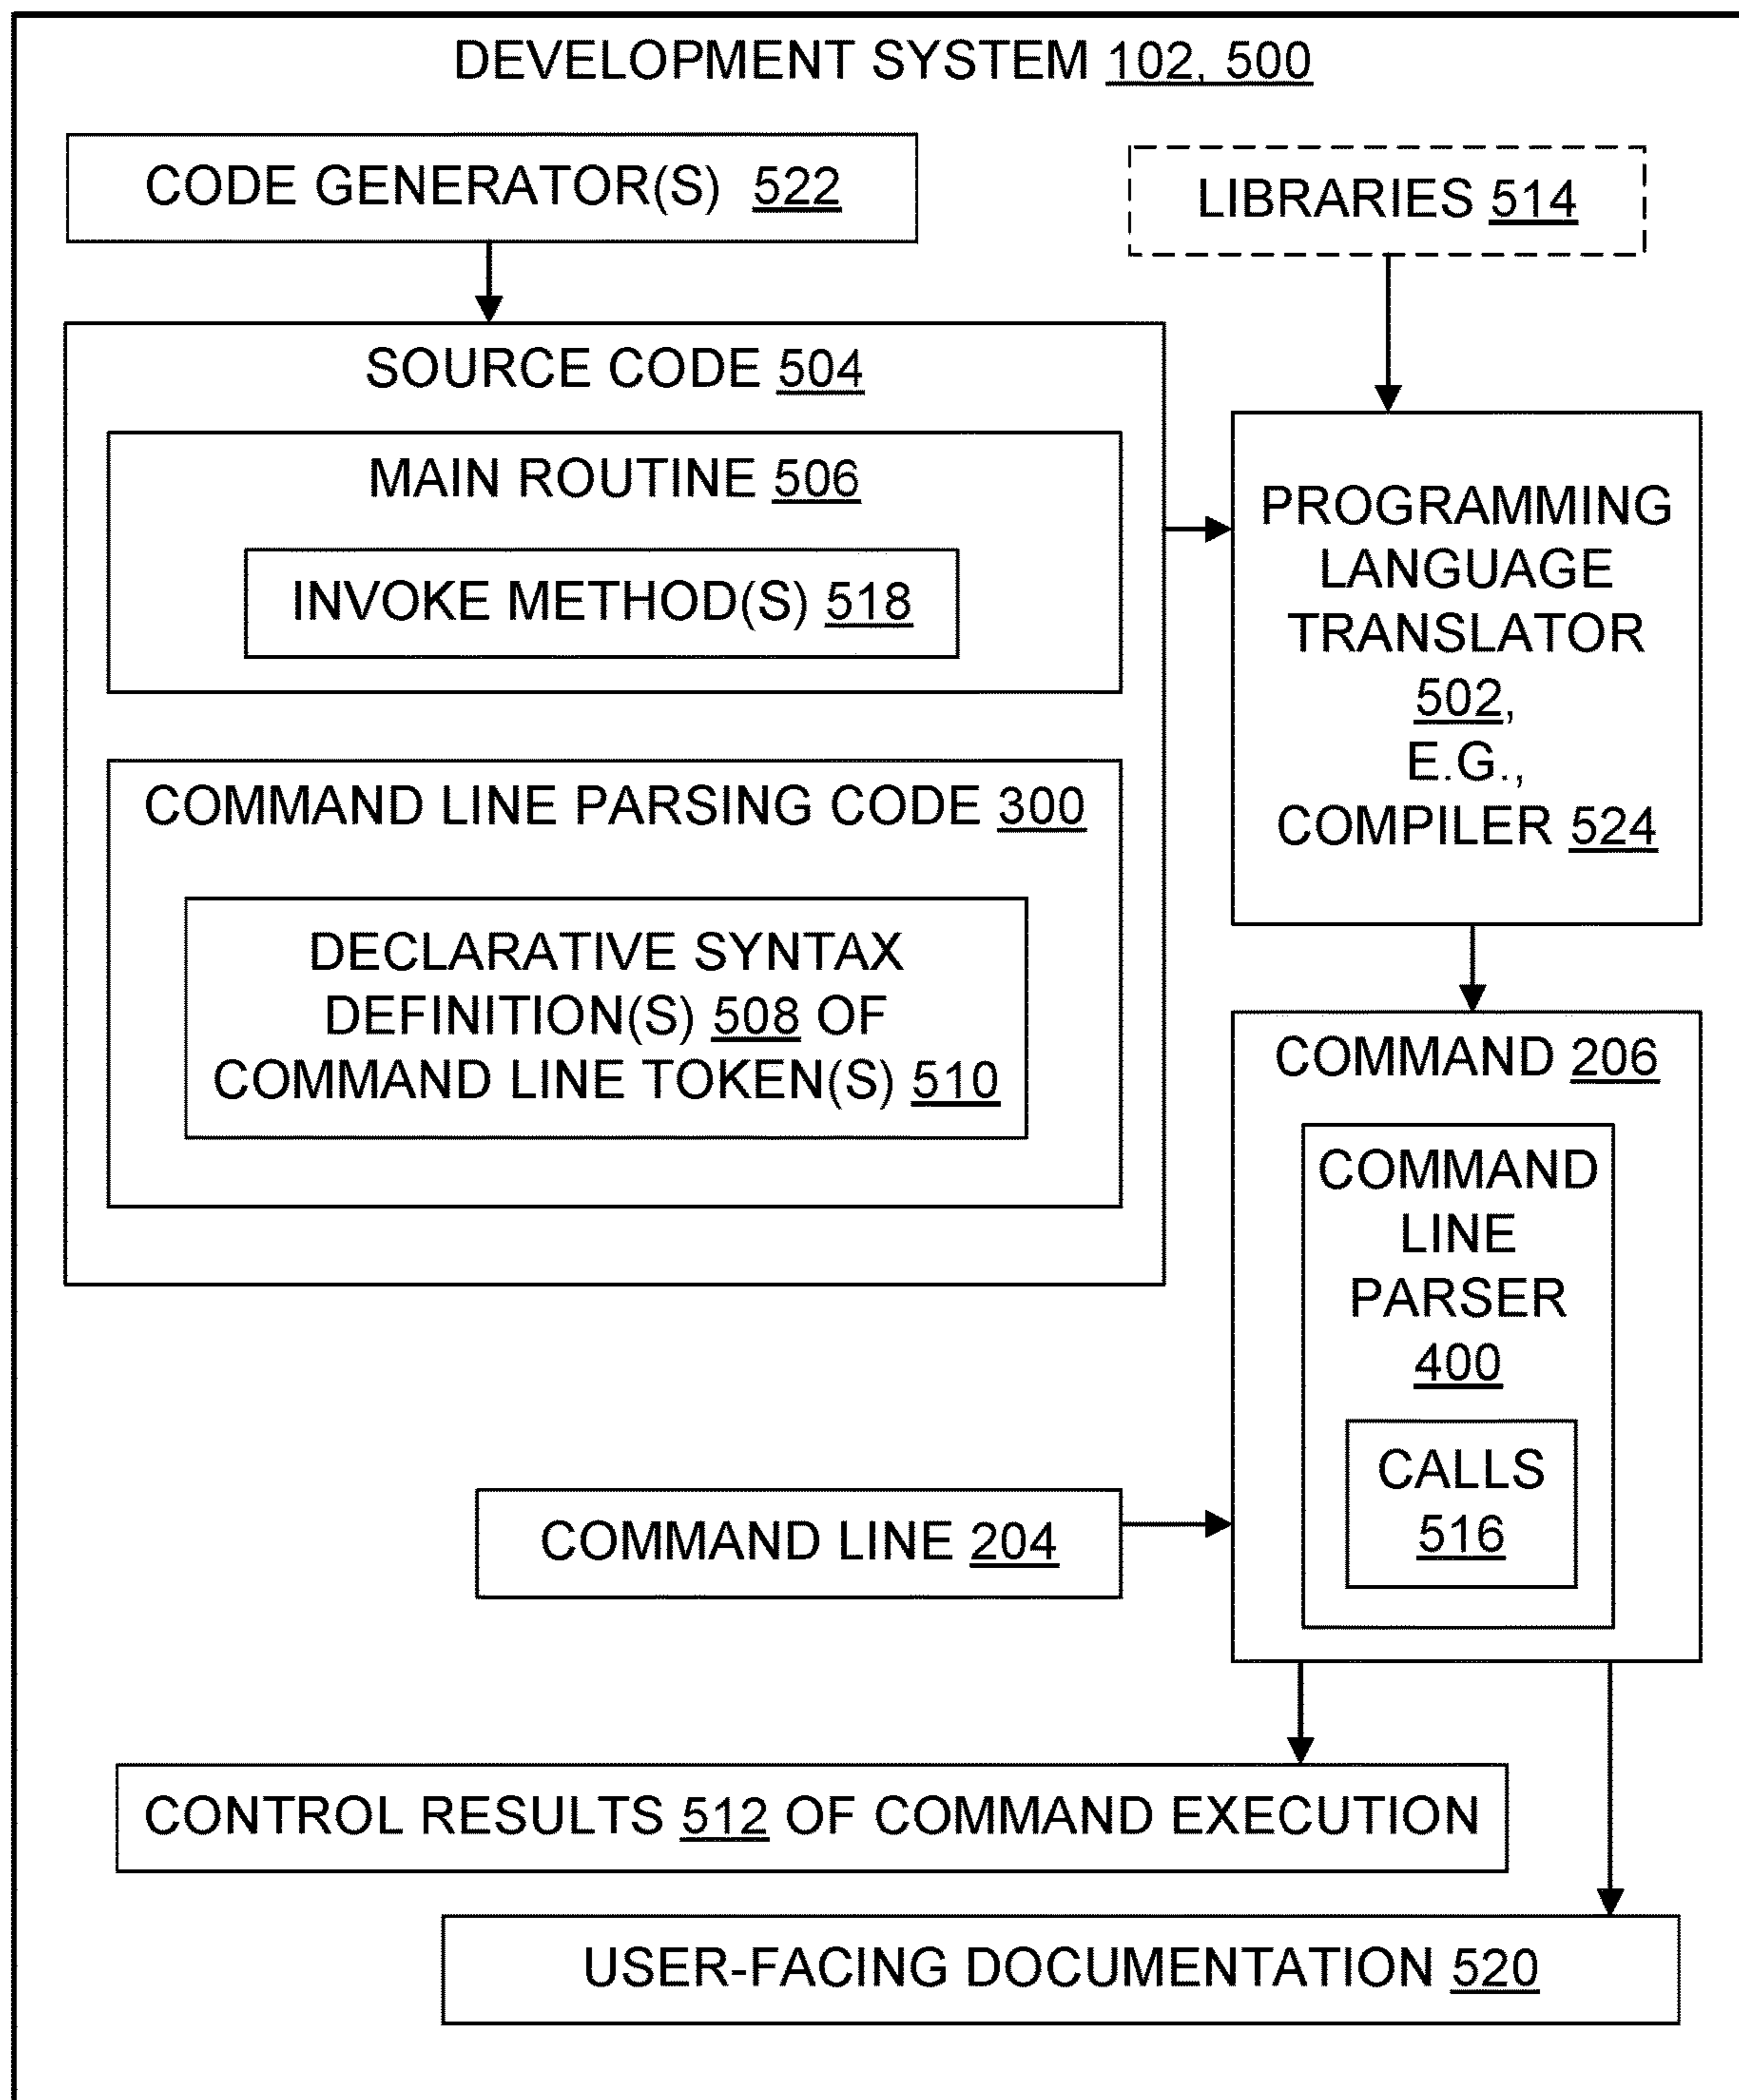 DEVELOPMENT SYSTEM 102, 500
CODE GENERATOR(S) 522
LIBRARIES 514
SOURCE CODE 504
MAIN ROUTINE 506
INVOKE METHOD(S) 518
COMMAND LINE PARSING CODE 300
DECLARATIVE SYNTAX
DEFINITION(S) 508 OF
COMMAND LINE TOKEN(S) 510
PROGRAMMING
LANGUAGE
TRANSLATOR
502,
E.G.,
COMPILER 524
COMMAND 206
COMMAND
LINE
PARSER
400
CALLS
516
COMMAND LINE 204
CONTROL RESULTS 512 OF COMMAND EXECUTION
USER-FACING DOCUMENTATION 520